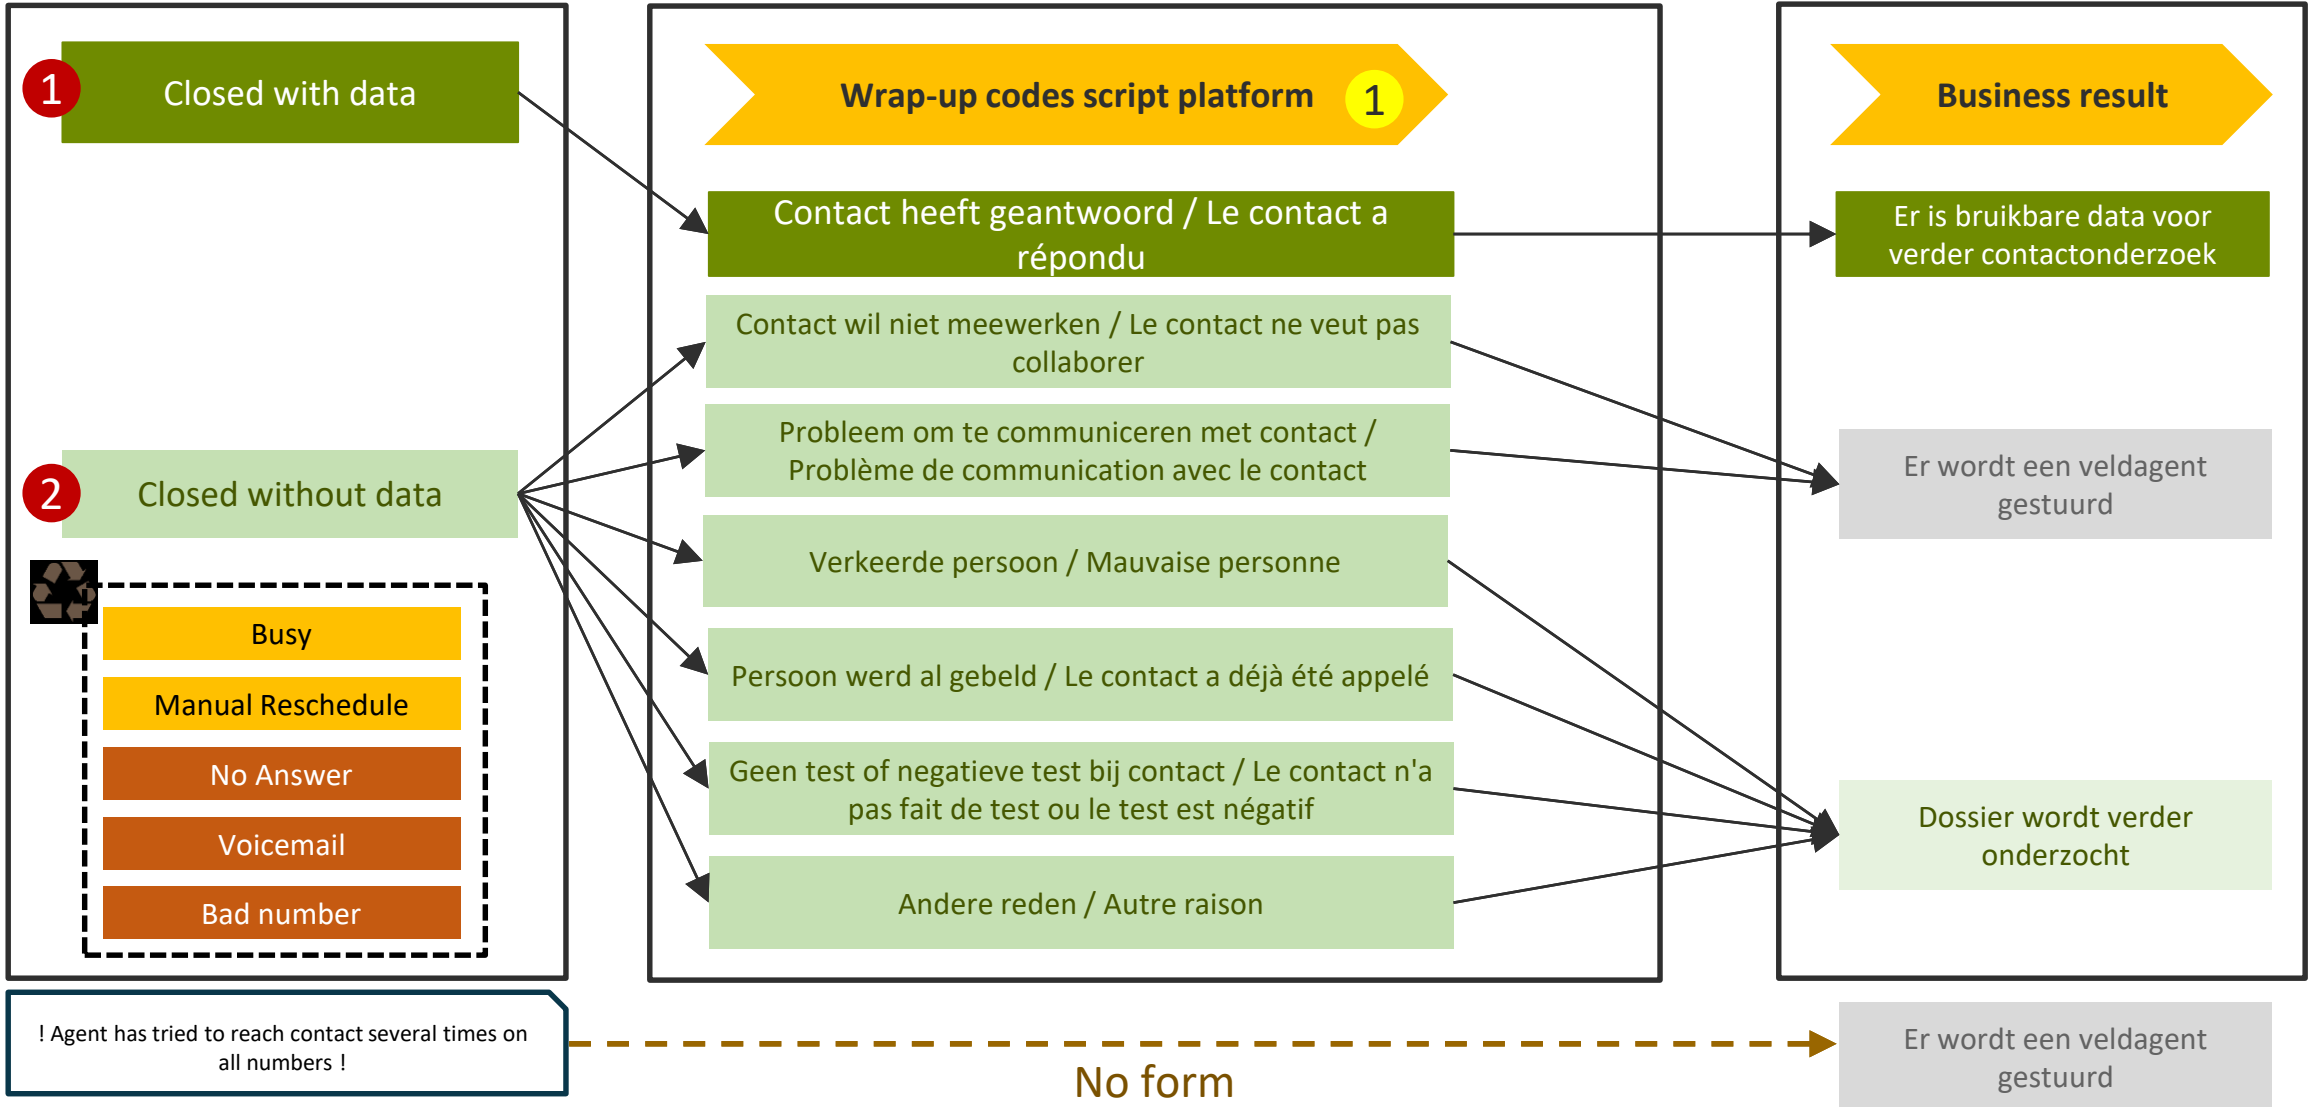 1
Closed with data
2
Closed without data
Busy
Manual Reschedule
No Answer
Voicemail
Bad number
! Agent has tried to reach contact several times on
all numbers !
Wrap-up codes script platform
1
Contact heeft geantwoord / Le contact a
répondu
Contact wil niet meewerken / Le contact ne veut pas
collaborer
Probleem om te communiceren met contact /
Problème de communication avec le contact
Verkeerde persoon / Mauvaise personne
Persoon werd al gebeld / Le contact a déjà été appelé
Geen test of negatieve test bij contact / Le contact n'a
pas fait de test ou le test est négatif
Andere reden / Autre raison
No form
Business result
Er is bruikbare data voor
verder contactonderzoek
Er wordt een veldagent
gestuurd
Dossier wordt verder
onderzocht
Er wordt een veldagent
gestuurd